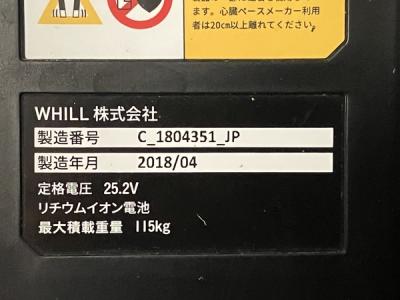 ます。心臓ペースメーカー利用
者は20cm以上離れてください。
WHILL 株式会社
製造番号 C_1804351_JP
製造年月 2018/04
定格電圧 25.2V
リチウムイオン電池
最大積載重量 115kg